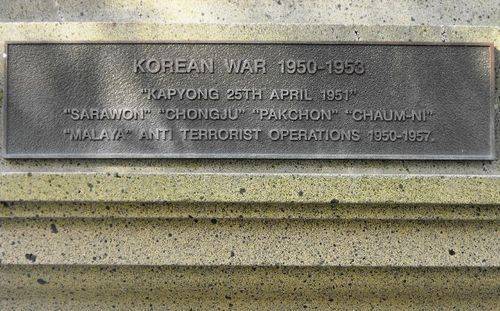 KOREAN WAR 1950-1953
"KAPYONG 25TH APRIL 1951"
"SARAWON" "CHONGJU" "PAKCHON" "CHAUM-NI"
"MALAYA" ANTI TERRORIST OPERATIONS 1950-1957.